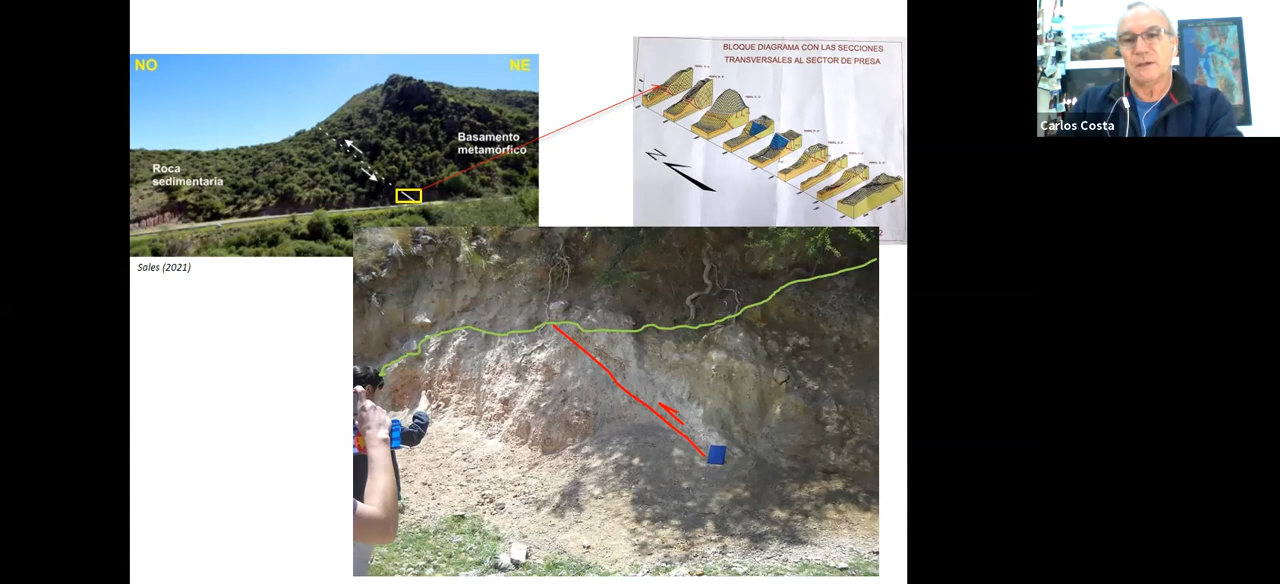 NO
NE
Basamento
metamórfico
Roca
sedimentaria
Sales (2021)
BLOQUE DIAGRAMA CON LAS SECCIONES
TRANSVERSALES AL SECTOR DE PRESA
N
Carlos Costa